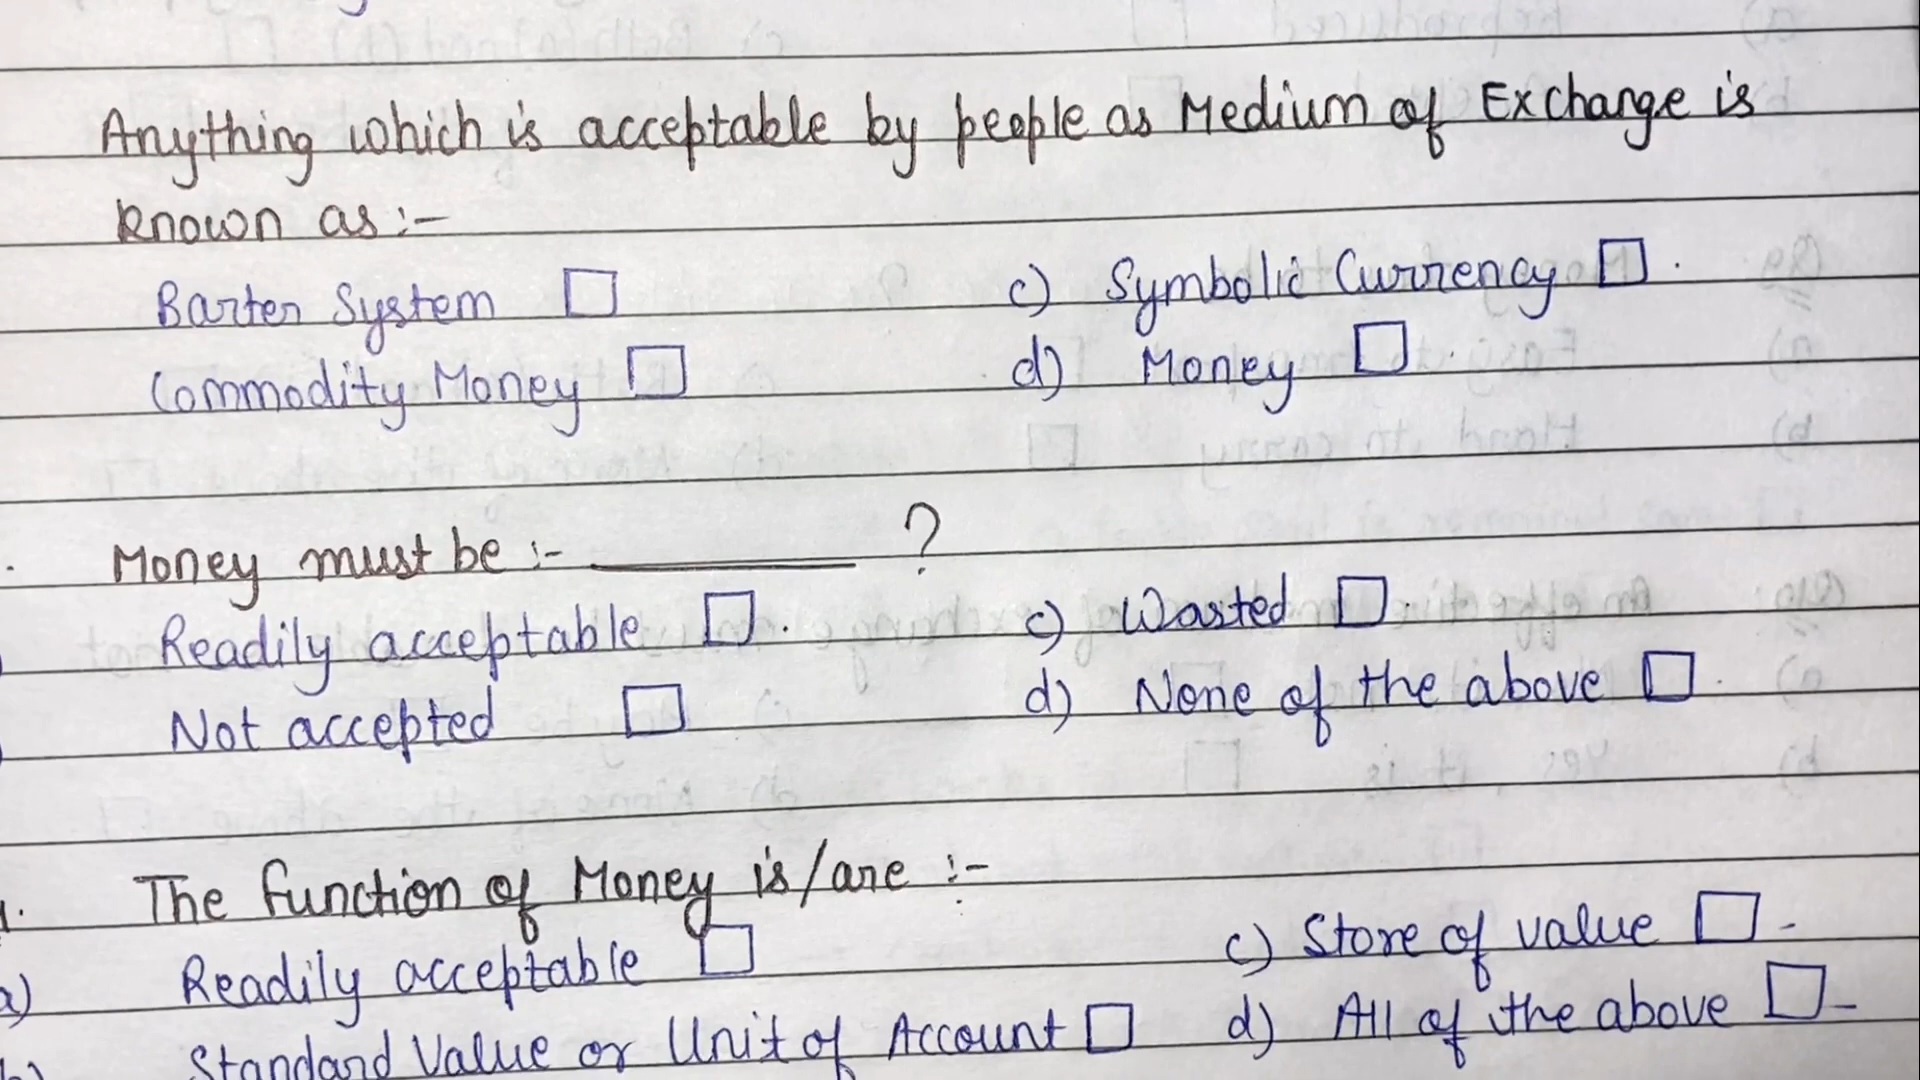 Anything which is acceptable by people as Medium of Exchange is
known as :-
Barter System □ c) Symbolic Currency □.
Commodity Money □ d) Money □.
. Money must be :- ________ ?
Readily acceptable □. c) Wasted □.
Not accepted □ d) None of the above □.
The function of Money is/are :-
a) Readily acceptable □ c) Store of value □-
b) Standard Value or Unit of Account □ d) All of the above □-